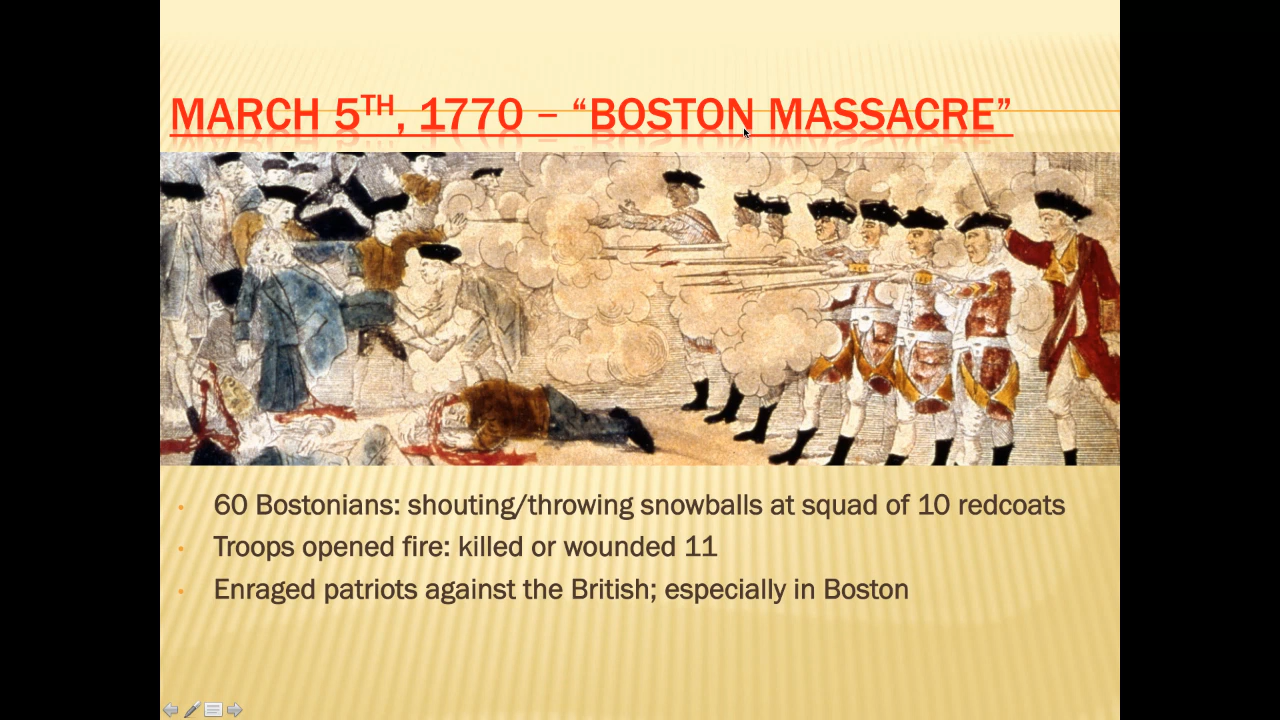 MARCH 5TH, 1770 – “BOSTON MASSACRE”
60 Bostonians: shouting/throwing snowballs at squad of 10 redcoats
Troops opened fire: killed or wounded 11
Enraged patriots against the British; especially in Boston